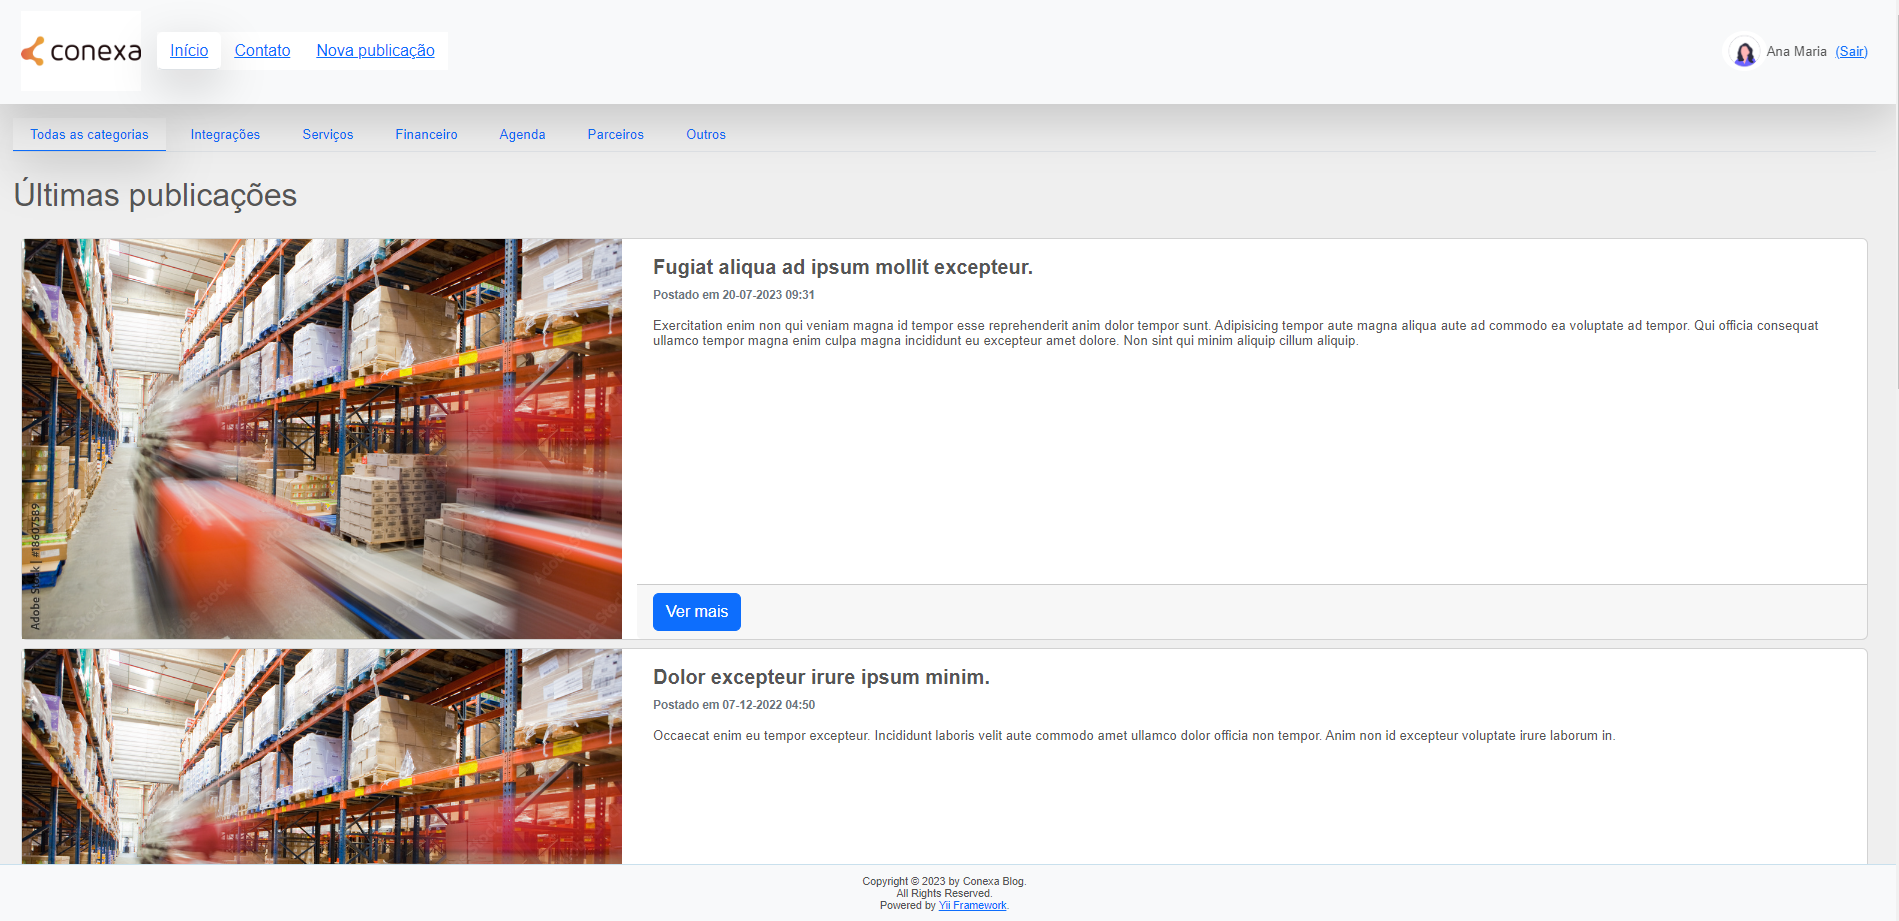 conexa
Início Contato Nova publicação
Ana Maria (Sair)
Todas as categorias Integrações Serviços Financeiro Agenda Parceiros Outros
Últimas publicações
Fugiat aliqua ad ipsum mollit excepteur.
Postado em 20-07-2023 09:31
Exercitation enim non qui veniam magna id tempor esse reprehenderit anim dolor tempor sunt. Adipisicing tempor aute magna aliqua aute ad commodo ea voluptate ad tempor. Qui officia consequat
ullamco tempor magna enim culpa magna incididunt eu excepteur amet dolore. Non sint qui minim aliquip cillum aliquip.
Adobe Stock | #18607589
Ver mais
Dolor excepteur irure ipsum minim.
Postado em 07-12-2022 04:50
Occaecat enim eu tempor excepteur. Incididunt laboris velit aute commodo amet ullamco dolor officia non tempor. Anim non id excepteur voluptate irure laborum in.
Copyright © 2023 by Conexa Blog.
All Rights Reserved.
Powered by Yii Framework.